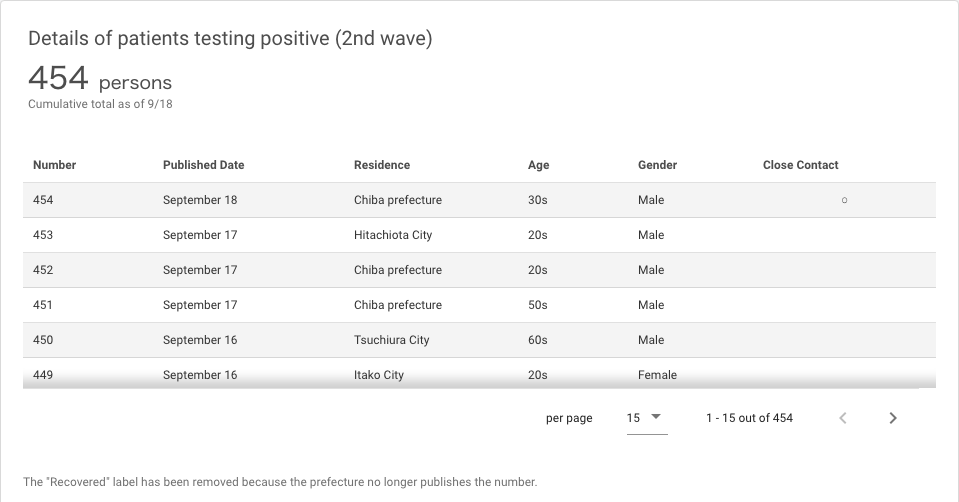 Details of patients testing positive (2nd wave)
454 persons
Cumulative total as of 9/18
Number Published Date Residence Age Gender Close Contact
454 September 18 Chiba prefecture 30s Male ○
453 September 17 Hitachiota City 20s Male
452 September 17 Chiba prefecture 20s Male
451 September 17 Chiba prefecture 50s Male
450 September 16 Tsuchiura City 60s Male
449 September 16 Itako City 20s Female
per page 15 1 - 15 out of 454
The "Recovered" label has been removed because the prefecture no longer publishes the number.